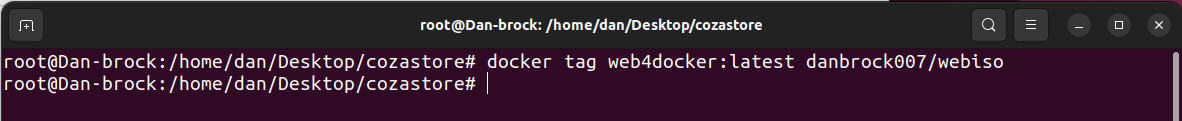 root@Dan-brock: /home/dan/Desktop/cozastore
root@Dan-brock:/home/dan/Desktop/cozastore# docker tag web4docker:latest danbrock007/webiso
root@Dan-brock:/home/dan/Desktop/cozastore#